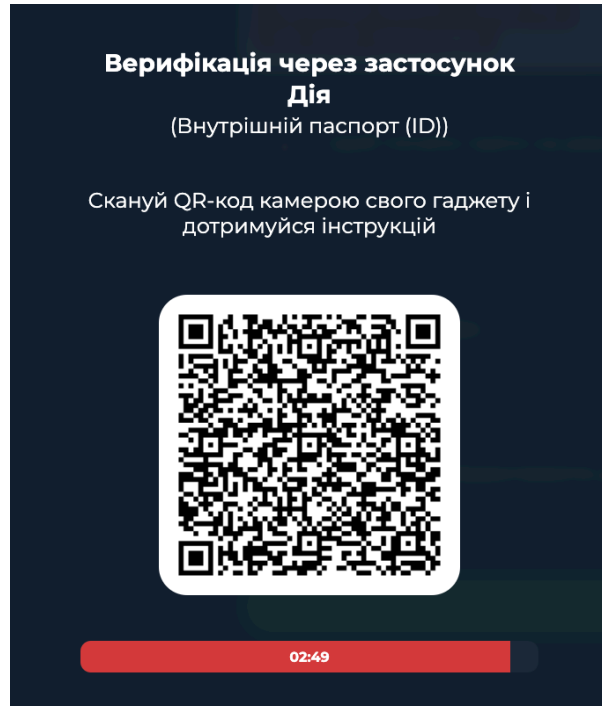 Верифікація через застосунок
Дія
(Внутрішній паспорт (ID))
Скануй QR-код камерою свого гаджету і
дотримуйся інструкцій
02:49